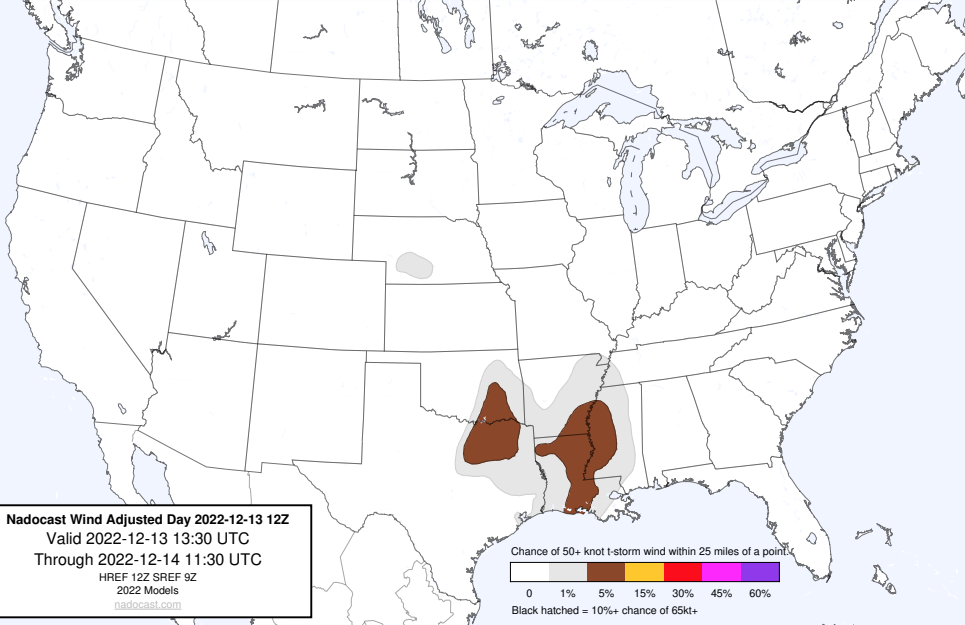 Nadocast Wind Adjusted Day 2022-12-13 12Z
Valid 2022-12-13 13:30 UTC
Through 2022-12-14 11:30 UTC
HREF 12Z SREF 9Z
2022 Models
nadocast.com
Chance of 50+ knot t-storm wind within 25 miles of a point.
0 1% 5% 15% 30% 45% 60%
Black hatched = 10%+ chance of 65kt+